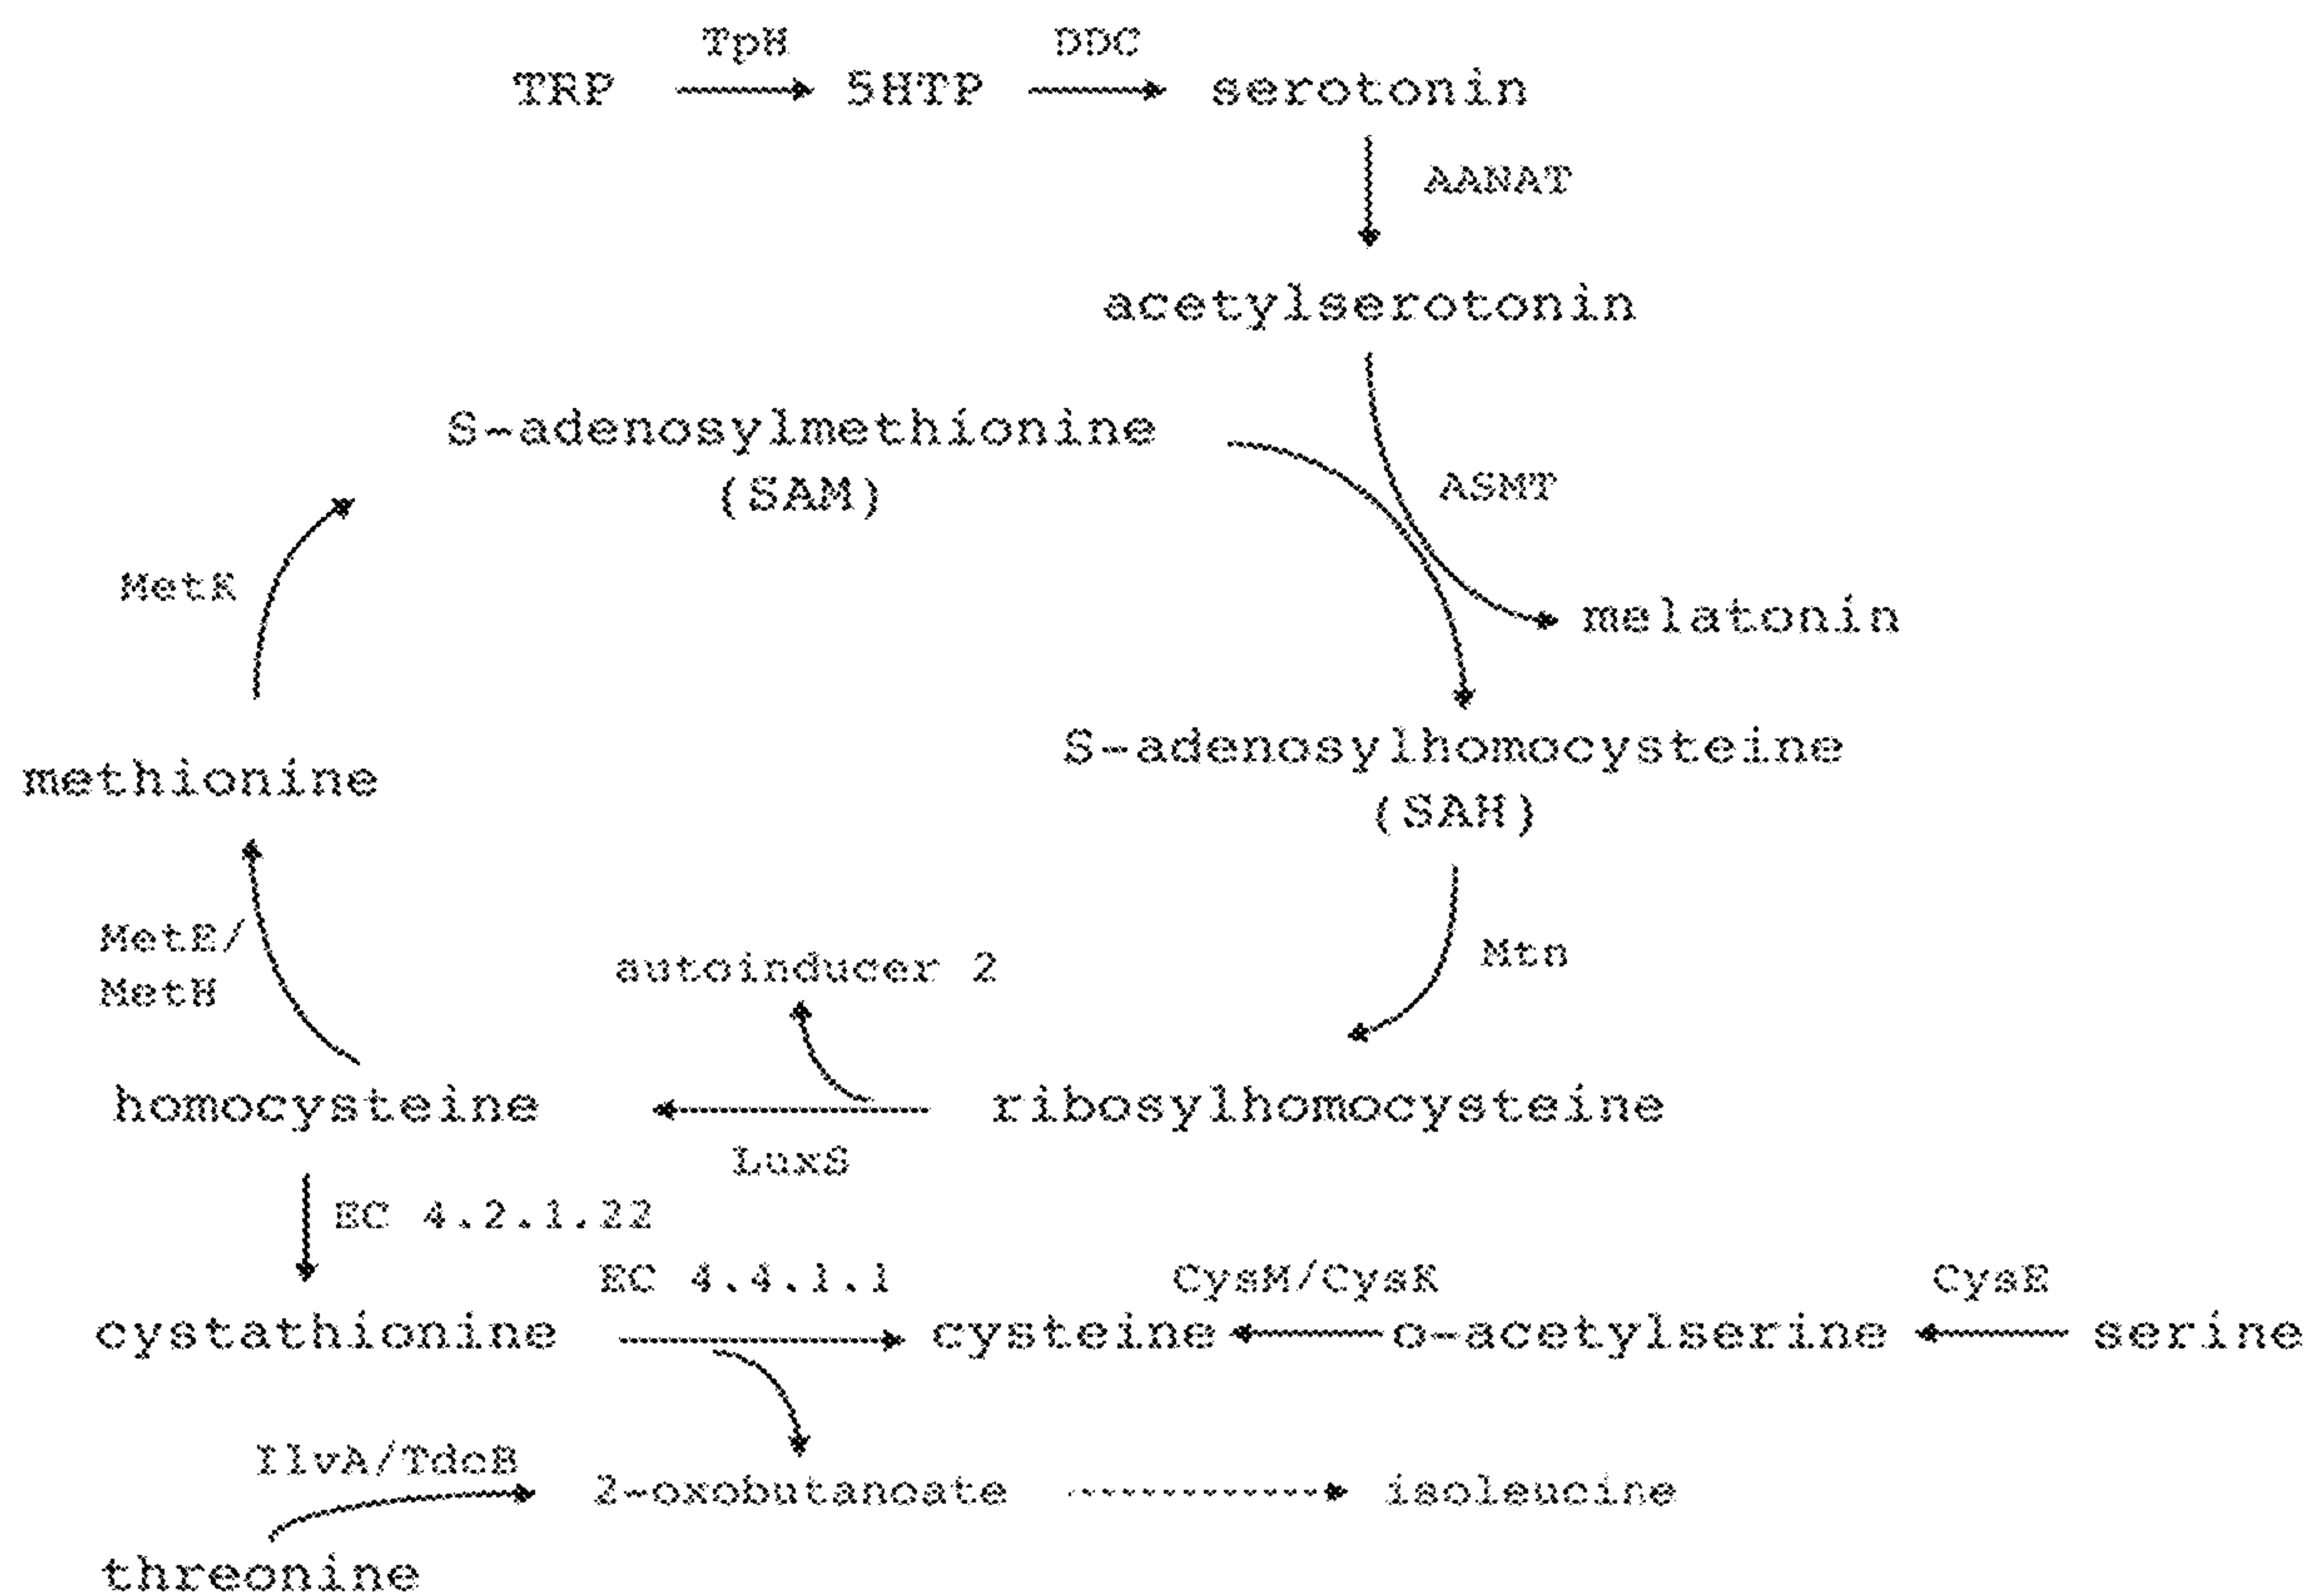 TpH DDC
TRP 5HTP serotonin
AANAT
acetylserotonin
S-adenosylmethionine
(SAM)
ASMT
MetK
melatonin
S-adenosylhomocysteine
(SAH)
methionine
MetE/
MetH
Mtn
autoinducer 2
homocysteine ribosylhomocysteine
LuxS
EC 4.2.1.22
EC 4.4.1.1 CysM/CysK CysE
cystathionine cysteine o-acetylserine serine
IlvA/TdcB
2-oxobutanoate isoleucine
threonine